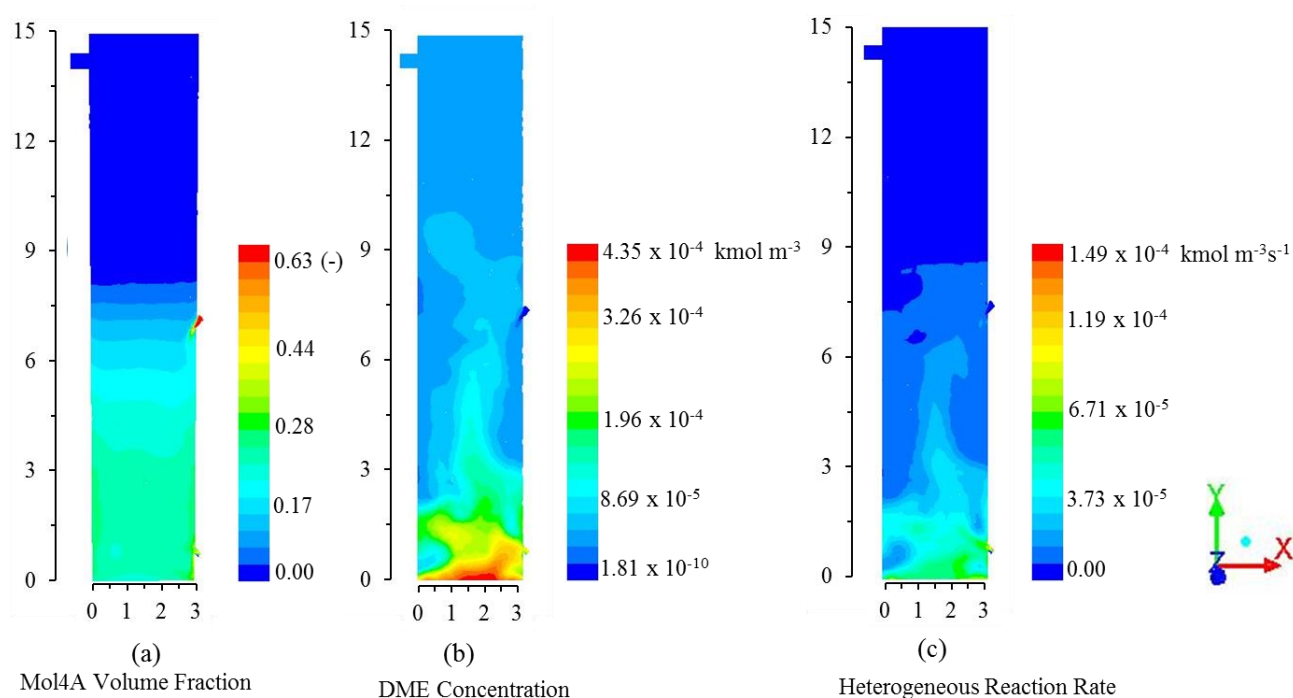 15
12
9
6
3
0
0 1 2 3
0.63 (-)
0.44
0.28
0.17
0.00
(a)
Mol4A Volume Fraction
15
12
9
6
3
0
0 1 2 3
4.35 x 10⁻⁴ kmol m⁻³
3.26 x 10⁻⁴
1.96 x 10⁻⁴
8.69 x 10⁻⁵
1.81 x 10⁻¹⁰
(b)
DME Concentration
15
12
9
6
3
0
0 1 2 3
1.49 x 10⁻⁴ kmol m⁻³s⁻¹
1.19 x 10⁻⁴
6.71 x 10⁻⁵
3.73 x 10⁻⁵
0.00
(c)
Heterogeneous Reaction Rate
Y
Z
X